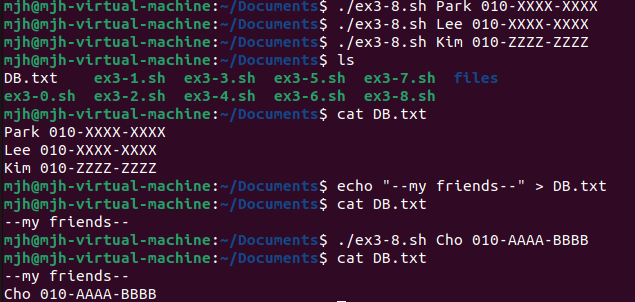 mjh@mjh-virtual-machine:~/Documents$ ./ex3-8.sh Park 010-XXXX-XXXX
mjh@mjh-virtual-machine:~/Documents$ ./ex3-8.sh Lee 010-XXXX-XXXX
mjh@mjh-virtual-machine:~/Documents$ ./ex3-8.sh Kim 010-ZZZZ-ZZZZ
mjh@mjh-virtual-machine:~/Documents$ ls
DB.txt ex3-1.sh ex3-3.sh ex3-5.sh ex3-7.sh files
ex3-0.sh ex3-2.sh ex3-4.sh ex3-6.sh ex3-8.sh
mjh@mjh-virtual-machine:~/Documents$ cat DB.txt
Park 010-XXXX-XXXX
Lee 010-XXXX-XXXX
Kim 010-ZZZZ-ZZZZ
mjh@mjh-virtual-machine:~/Documents$ echo "--my friends--" > DB.txt
mjh@mjh-virtual-machine:~/Documents$ cat DB.txt
--my friends--
mjh@mjh-virtual-machine:~/Documents$ ./ex3-8.sh Cho 010-AAAA-BBBB
mjh@mjh-virtual-machine:~/Documents$ cat DB.txt
--my friends--
Cho 010-AAAA-BBBB